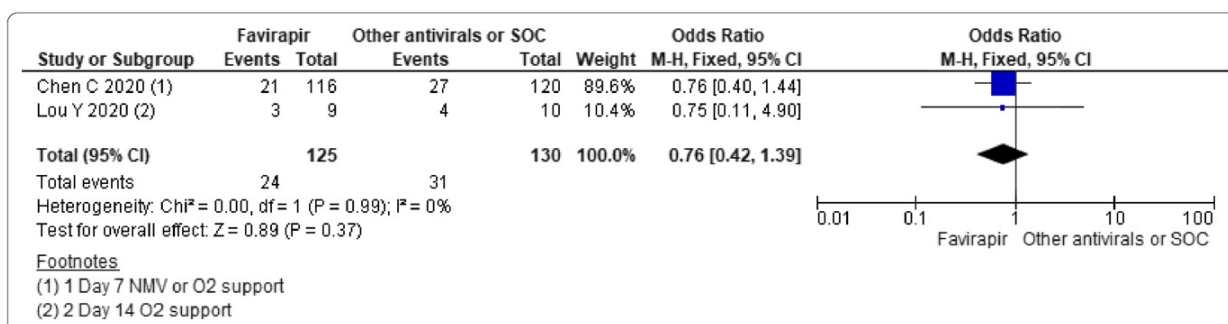 Favirapir Other antivirals or SOC Odds Ratio Odds Ratio
Study or Subgroup Events Total Events Total Weight M-H, Fixed, 95% CI M-H, Fixed, 95% CI
Chen C 2020 (1) 21 116 27 120 89.6% 0.76 [0.40, 1.44]
Lou Y 2020 (2) 3 9 4 10 10.4% 0.75 [0.11, 4.90]
Total (95% CI) 125 130 100.0% 0.76 [0.42, 1.39]
Total events 24 31
Heterogeneity: Chi² = 0.00, df = 1 (P = 0.99); I² = 0%
Test for overall effect: Z = 0.89 (P = 0.37)
0.01 0.1 1 10 100
Favirapir Other antivirals or SOC
Footnotes
(1) 1 Day 7 NMV or O2 support
(2) 2 Day 14 O2 support